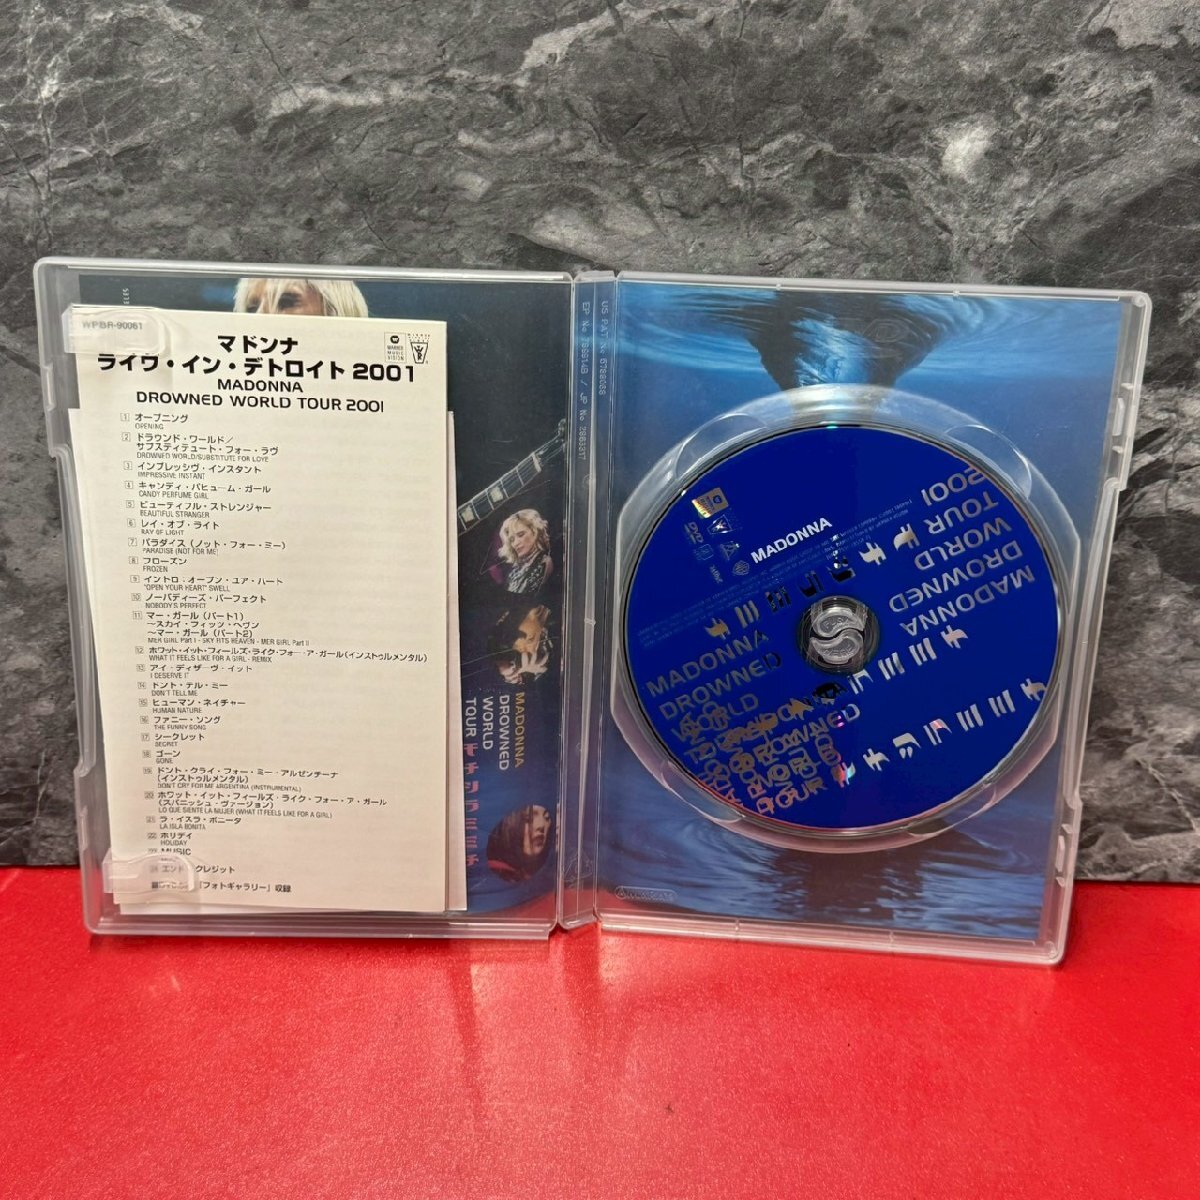 WPBR-90061
マドンナ
ライヴ・イン・デトロイト2001
MADONNA
DROWNED WORLD TOUR 2001
WARNER
MUSIC
VISION
1 オープニング
OPENING
2 ドラウンド・ワールド／
サブスティテュート・フォー・ラヴ
DROWNED WORLD/SUBSTITUTE FOR LOVE
3 インプレッシヴ・インスタント
IMPRESSIVE INSTANT
4 キャンディ・パヒューム・ガール
CANDY PERFUME GIRL
5 ビューティフル・ストレンジャー
BEAUTIFUL STRANGER
6 レイ・オブ・ライト
RAY OF LIGHT
7 パラダイス（ノット・フォー・ミー）
PARADISE (NOT FOR ME)
8 フローズン
FROZEN
9 イントロ・オープン・ユア・ハート
"OPEN YOUR HEART" SWELL
10 ノーバディーズ・パーフェクト
NOBODY'S PERFECT
11 マー・ガール（パート1）
～スカイ・フィッツ・ヘヴン
～マー・ガール（パート2）
MER GIRL Part I - SKY FITS HEAVEN - MER GIRL Part II
12 ホワット・イット・フィールズ・ライク・フォー・ア・ガール（インストゥルメンタル）
WHAT IT FEELS LIKE FOR A GIRL - REMIX
13 アイ・ディザーヴ・イット
I DESERVE IT
14 ドント・テル・ミー
DON'T TELL ME
15 ヒューマン・ネイチャー
HUMAN NATURE
16 ファニー・ソング
THE FUNNY SONG
17 シークレット
SECRET
18 ゴーン
GONE
19 ドント・クライ・フォー・ミー・アルゼンチーナ
（インストゥルメンタル）
DON'T CRY FOR ME ARGENTINA (INSTRUMENTAL)
20 ホワット・イット・フィールズ・ライク・フォー・ア・ガール
（スパニッシュ・ヴァージョン）
LO QUE SIENTE LA MUJER (WHAT IT FEELS LIKE FOR A GIRL)
21 ラ・イスラ・ボニータ
LA ISLA BONITA
22 ホリデイ
HOLIDAY
23 MUSIC
24 エンド・クレジット
「フォトギャラリー」収録
MADONNA
DROWNED
WORLD
TOUR
US PAT No 5788068
MADONNA
DVD
MADONNA
DROWNED
WORLD
TOUR
2001
MADONNA
DROWNED
WORLD
TOUR